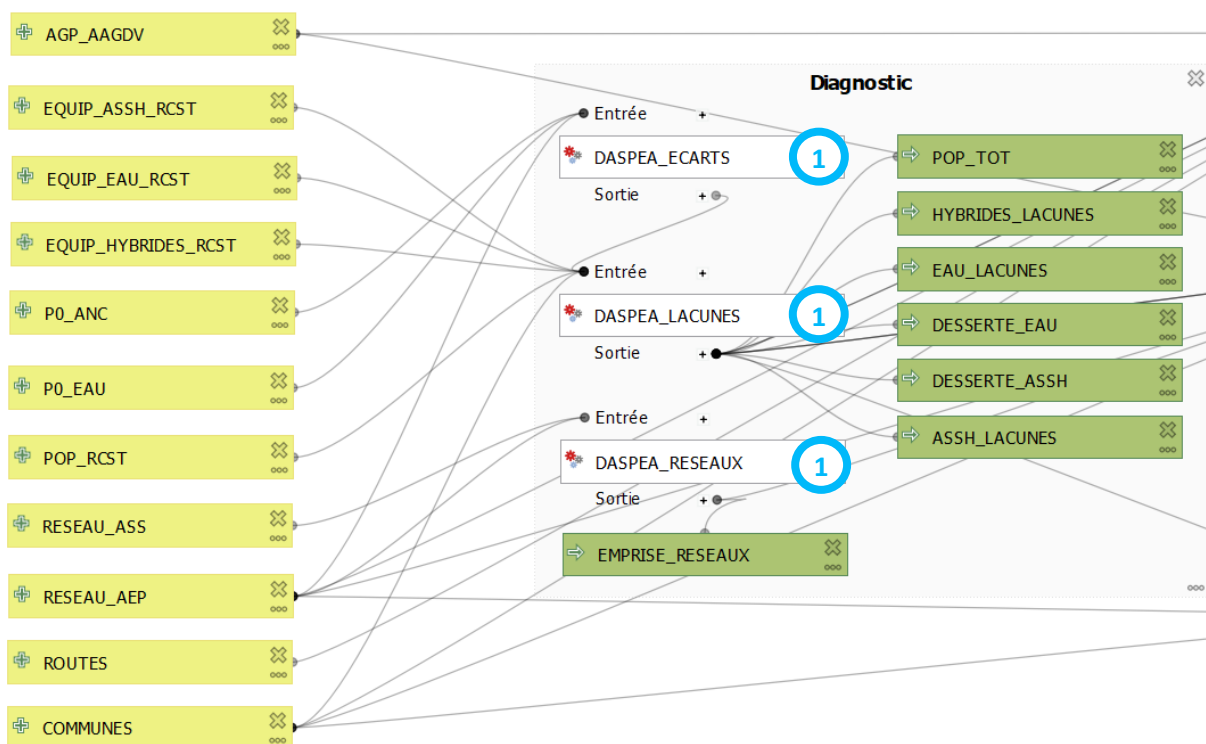 AGP_AAGDV
EQUIP_ASSH_RCST
EQUIP_EAU_RCST
EQUIP_HYBRIDES_RCST
P0_ANC
P0_EAU
POP_RCST
RESEAU_ASS
RESEAU_AEP
ROUTES
COMMUNES
Diagnostic
Entrée +
DASPEA_ECARTS 1
Sortie +
Entrée +
DASPEA_LACUNES 1
Sortie +
Entrée +
DASPEA_RESEAUX 1
Sortie +
EMPRISE_RESEAUX
POP_TOT
HYBRIDES_LACUNES
EAU_LACUNES
DESSERTE_EAU
DESSERTE_ASSH
ASSH_LACUNES